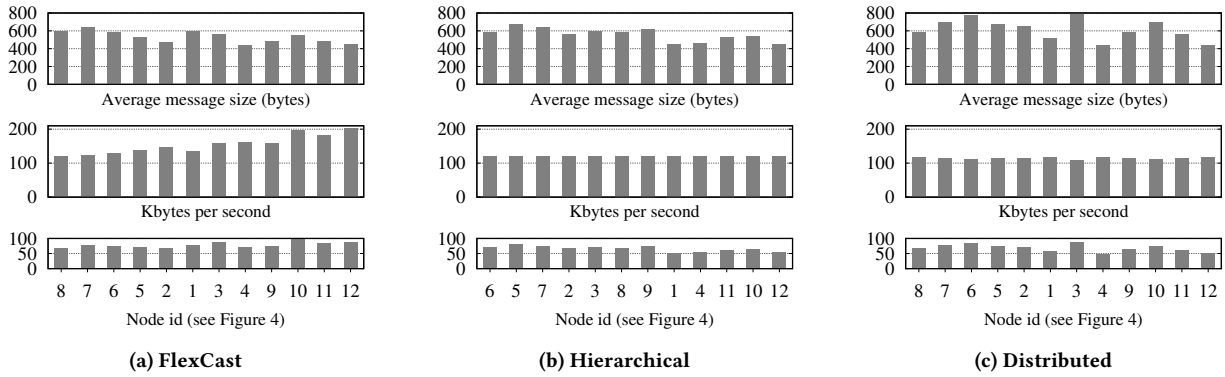 800
600
400
200
0
Average message size (bytes)
200
100
0
Kbytes per second
100
50
0
8 7 6 5 2 1 3 4 9 10 11 12
Node id (see Figure 4)
(a) FlexCast
800
600
400
200
0
Average message size (bytes)
200
100
0
Kbytes per second
100
50
0
6 5 7 2 3 8 9 1 4 11 10 12
Node id (see Figure 4)
(b) Hierarchical
800
600
400
200
0
Average message size (bytes)
200
100
0
Kbytes per second
100
50
0
8 7 6 5 2 1 3 4 9 10 11 12
Node id (see Figure 4)
(c) Distributed